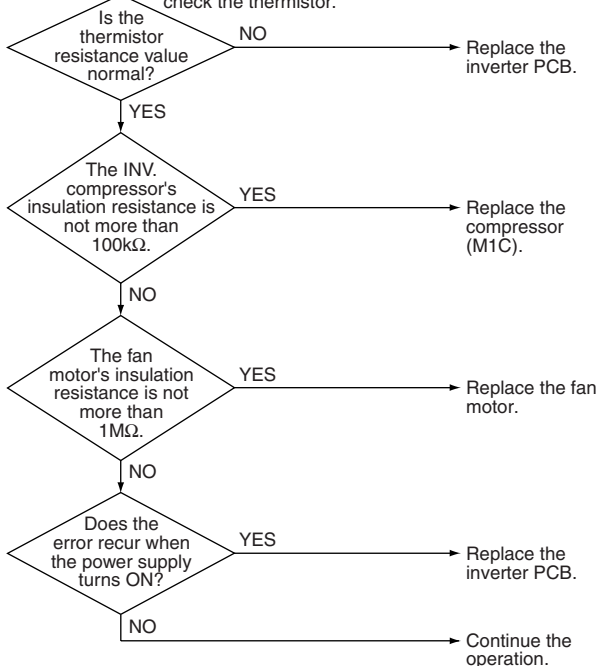 check the thermistor.
Is the
thermistor
resistance value
normal?
NO
Replace the
inverter PCB.
YES
The INV.
compressor's
insulation resistance is
not more than
100kΩ.
YES
Replace the
compressor
(M1C).
NO
The fan
motor's insulation
resistance is not
more than
1MΩ.
YES
Replace the fan
motor.
NO
Does the
error recur when
the power supply
turns ON?
YES
Replace the
inverter PCB.
NO
Continue the
operation.